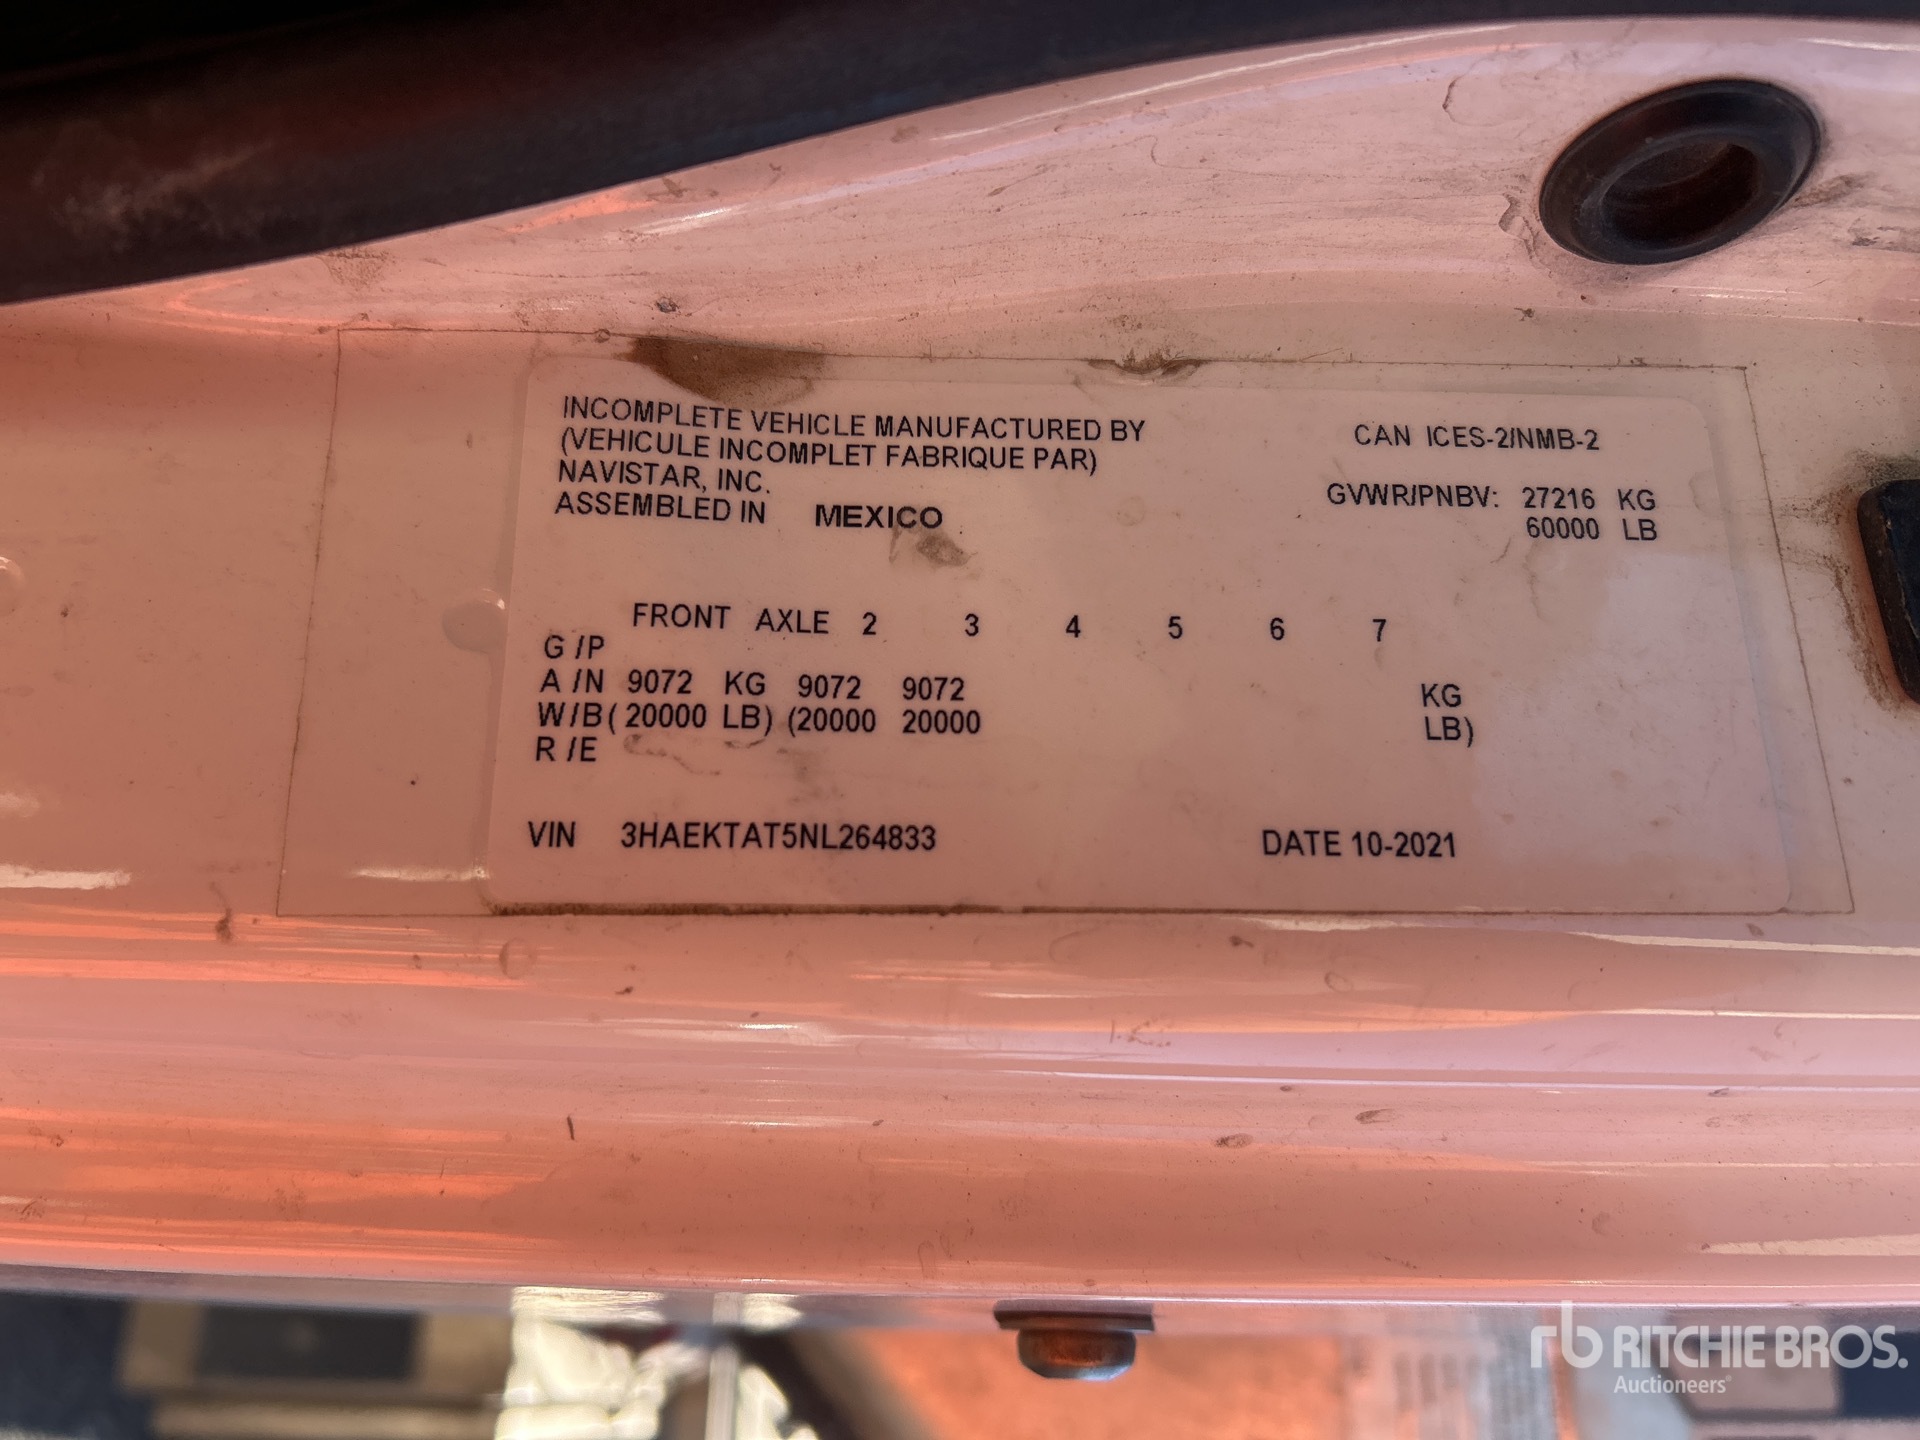 INCOMPLETE VEHICLE MANUFACTURED BY
(VEHICULE INCOMPLET FABRIQUE PAR)
NAVISTAR, INC.
ASSEMBLED IN MEXICO
CAN ICES-2/NMB-2
GVWR/PNBV: 27216 KG
60000 LB
FRONT AXLE 2 3 4 5 6 7
G /P
A /N 9072 KG 9072 9072 KG
W/B ( 20000 LB) (20000 20000 LB)
R /E
VIN 3HAEKTAT5NL264833 DATE 10-2021
rb RITCHIE BROS.
Auctioneers